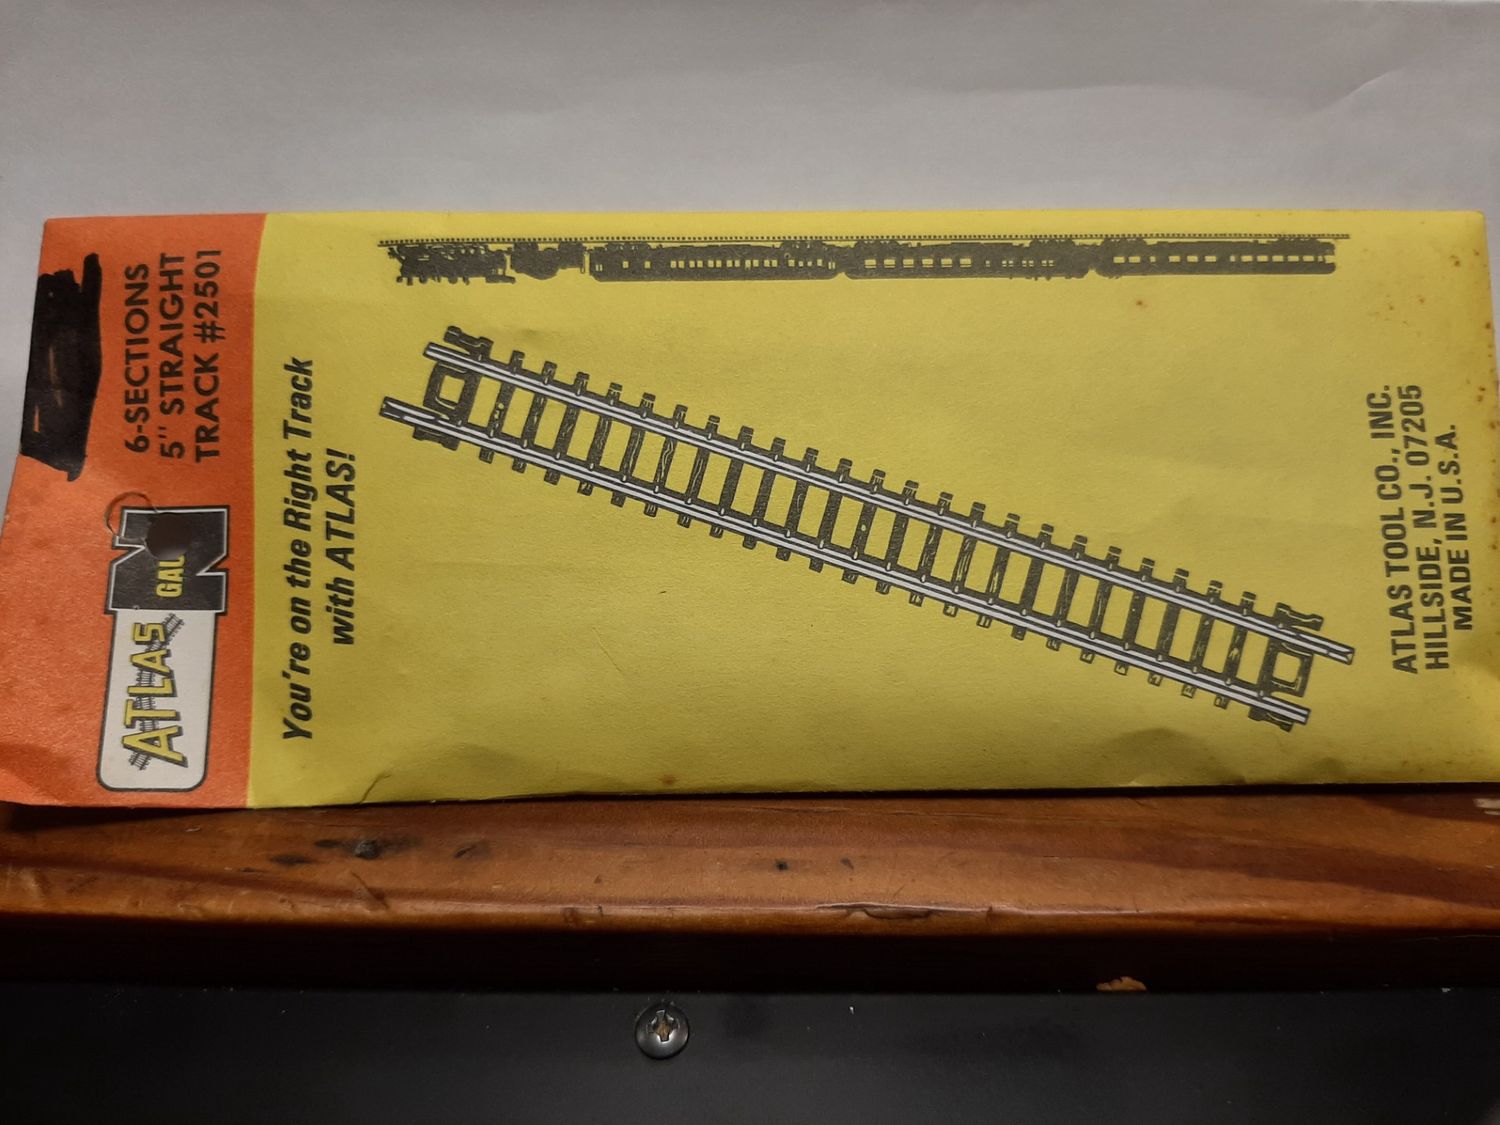 6-SECTIONS
5" STRAIGHT
TRACK #2501
ATLAS
N
You're on the Right Track
with ATLAS!
ATLAS TOOL CO., INC.
HILLSIDE, N.J. 07205
MADE IN U.S.A.